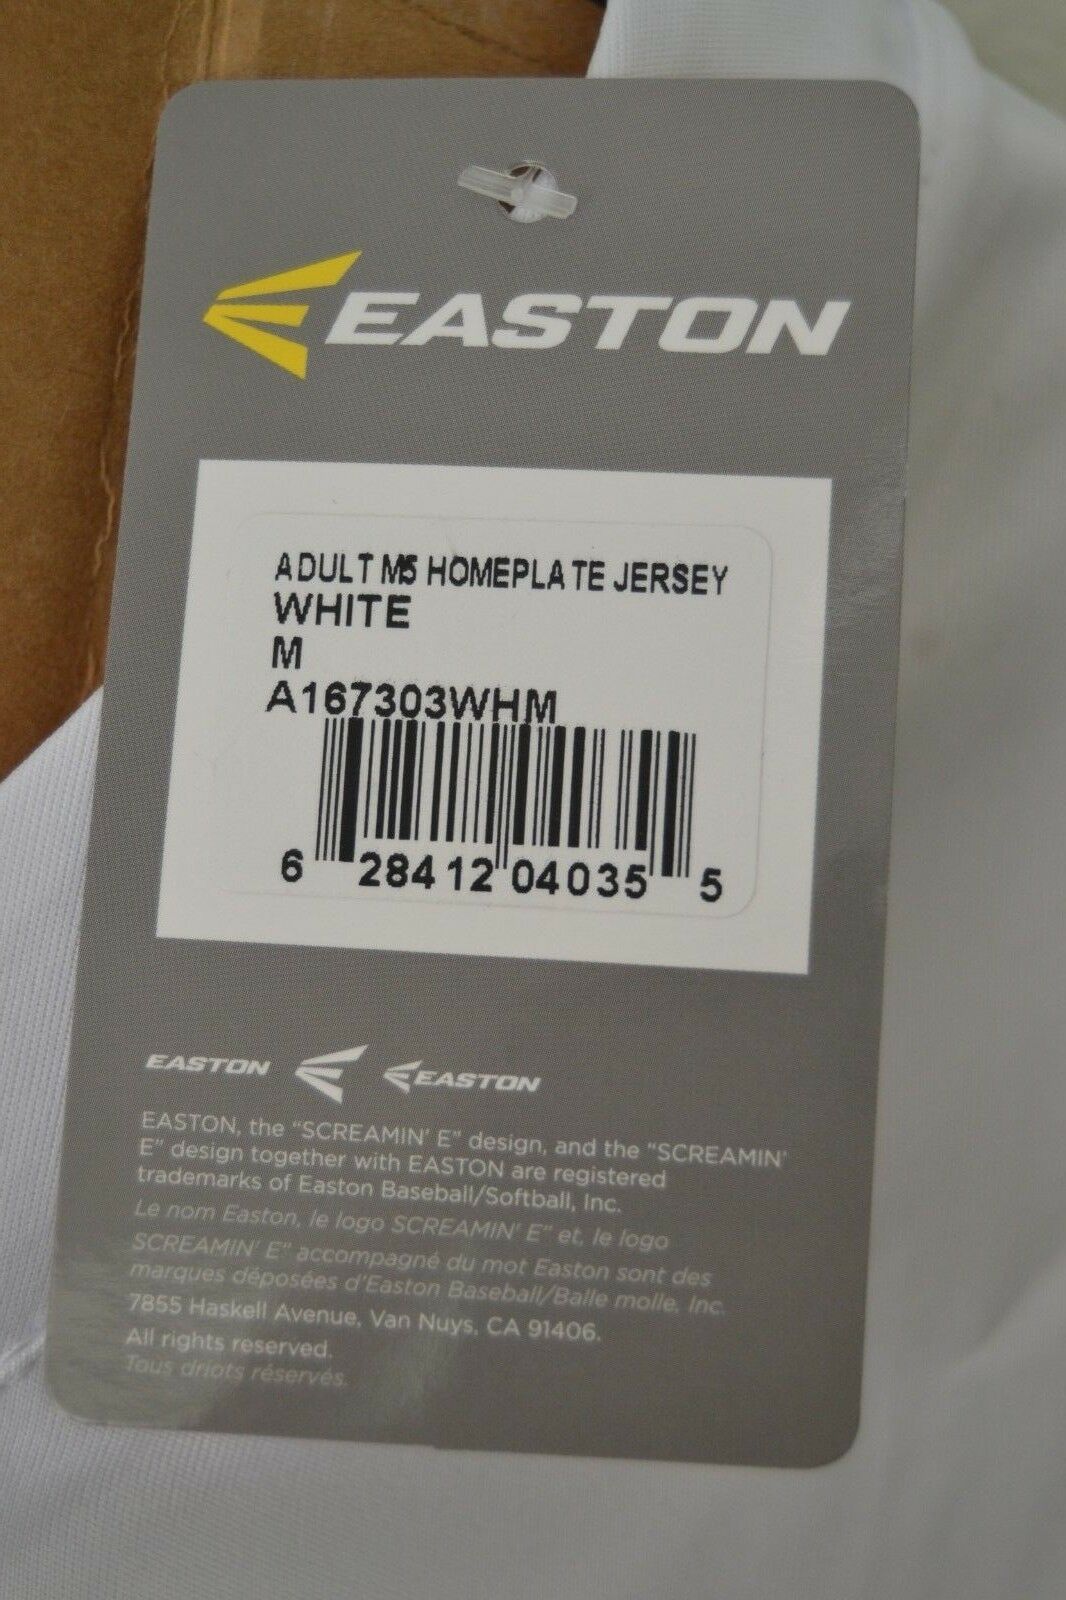 EASTON
ADULT M5 HOMEPLATE JERSEY
WHITE
M
A167303WHM
6 28412 04035 5
EASTON EASTON
EASTON, the "SCREAMIN' E" design, and the "SCREAMIN'
E" design together with EASTON are registered
trademarks of Easton Baseball/Softball, Inc.
Le nom Easton, le logo SCREAMIN' E" et, le logo
SCREAMIN' E" accompagné du mot Easton sont des
marques déposées d'Easton Baseball/Balle molle, Inc.
7855 Haskell Avenue, Van Nuys, CA 91406.
All rights reserved.
Tous driots réservés.